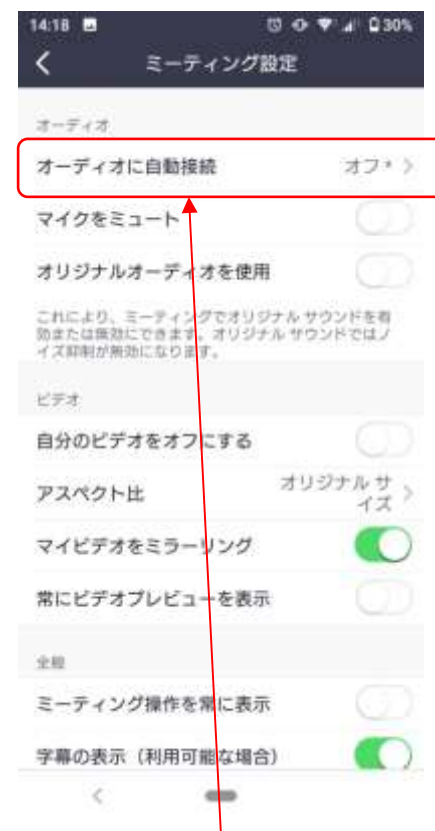 14:18 30%
ミーティング設定
オーディオ
オーディオに自動接続 オフ*
マイクをミュート
オリジナルオーディオを使用
これにより、ミーティングでオリジナル サウンドを有
効または無効にできます。オリジナル サウンドではノ
イズ抑制が無効になります。
ビデオ
自分のビデオをオフにする
アスペクト比 オリジナル サ
イズ
マイビデオをミラーリング
常にビデオプレビューを表示
全般
ミーティング操作を常に表示
字幕の表示（利用可能な場合）